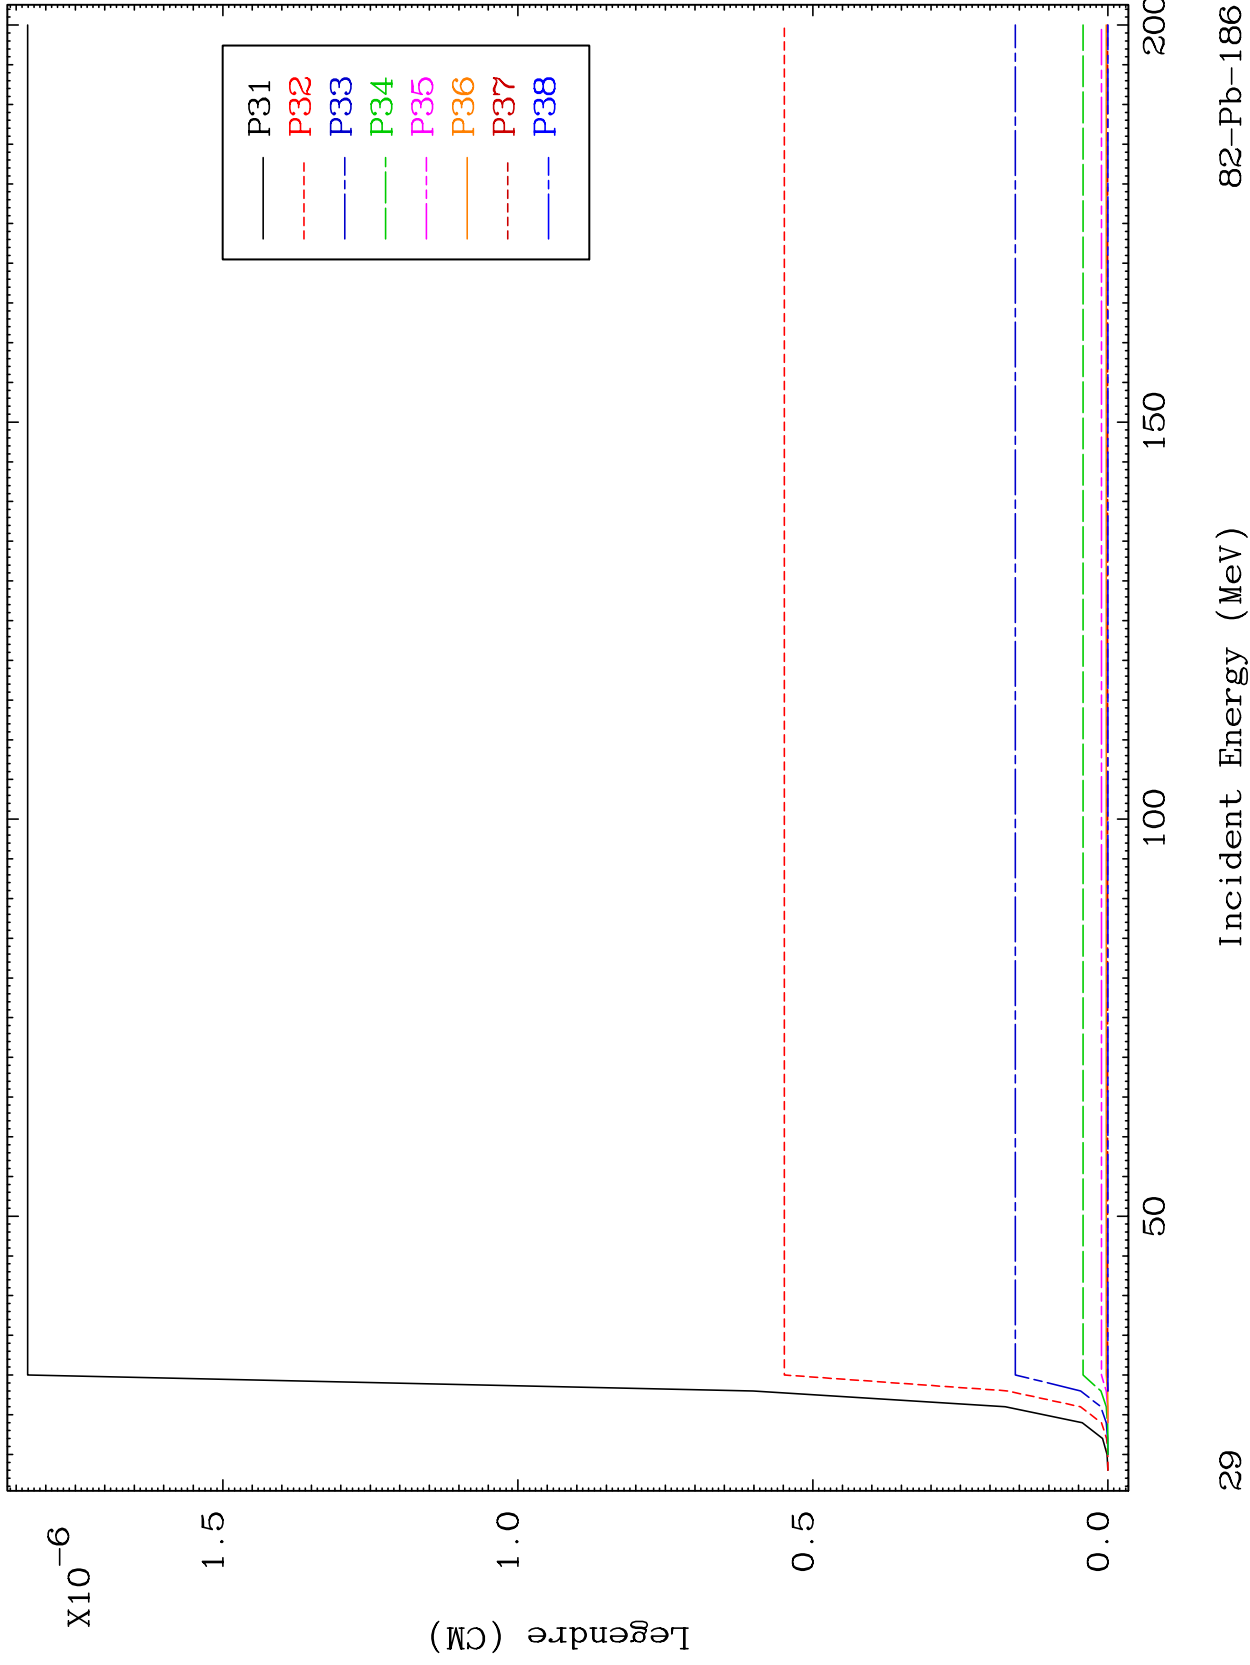 X10⁻⁶
1.5
1.0
0.5
0.0
Legendre (CM)
P31
P32
P33
P34
P35
P36
P37
P38
50
100
150
200
Incident Energy (MeV)
29
82-Pb-186